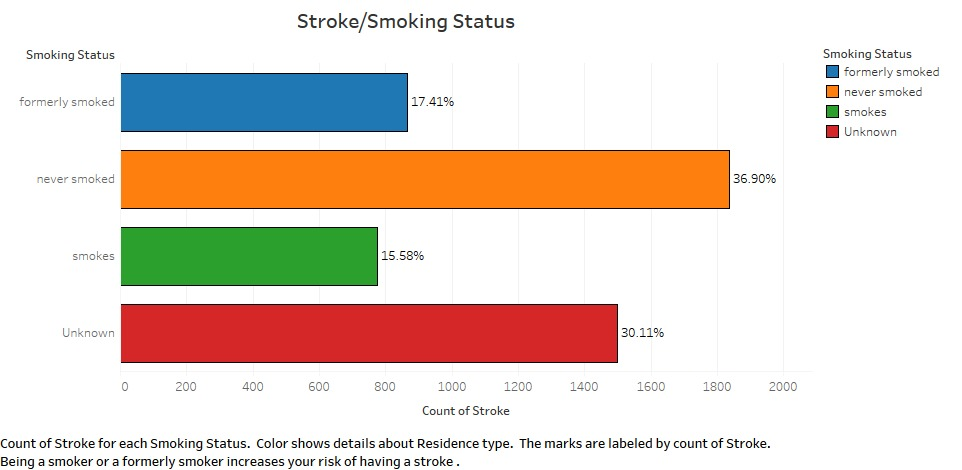 Stroke/Smoking Status
Smoking Status
formerly smoked
17.41%
never smoked
36.90%
smokes
15.58%
Unknown
30.11%
0 200 400 600 800 1000 1200 1400 1600 1800 2000
Count of Stroke
Smoking Status
formerly smoked
never smoked
smokes
Unknown
Count of Stroke for each Smoking Status. Color shows details about Residence type. The marks are labeled by count of Stroke.
Being a smoker or a formerly smoker increases your risk of having a stroke .